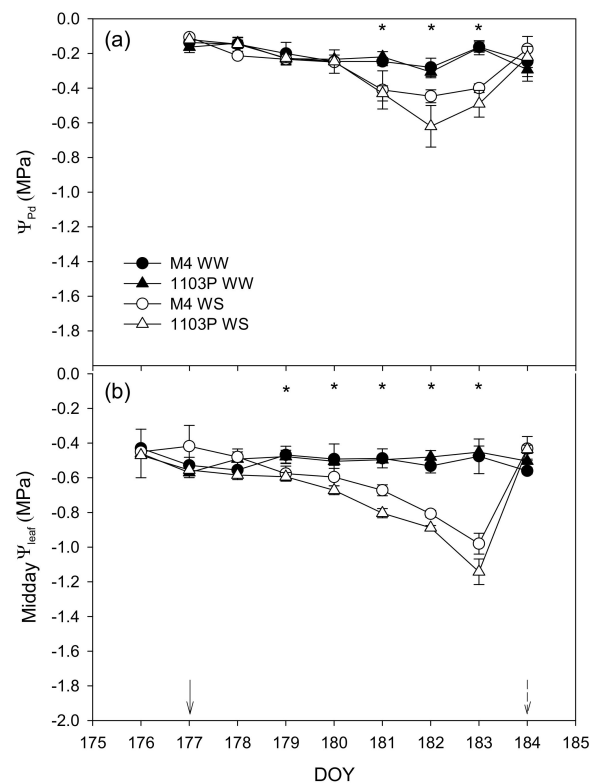 0.0
(a)
* * *
-0.2
-0.4
-0.6
-0.8
ΨPd (MPa)
-1.0
-1.2
-1.4
-1.6
-1.8
M4 WW
1103P WW
M4 WS
1103P WS
0.0
(b)
* * * * *
-0.2
-0.4
-0.6
-0.8
Midday Ψleaf (MPa)
-1.0
-1.2
-1.4
-1.6
-1.8
-2.0
175 176 177 178 179 180 181 182 183 184 185
DOY